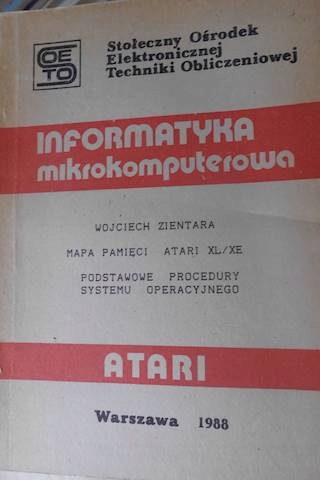 SOETO
Stołeczny Ośrodek
Elektronicznej
Techniki Obliczeniowej
INFORMATYKA
mikrokomputerowa
WOJCIECH ZIENTARA
MAPA PAMIĘCI ATARI XL/XE
PODSTAWOWE PROCEDURY
SYSTEMU OPERACYJNEGO
ATARI
Warszawa 1988